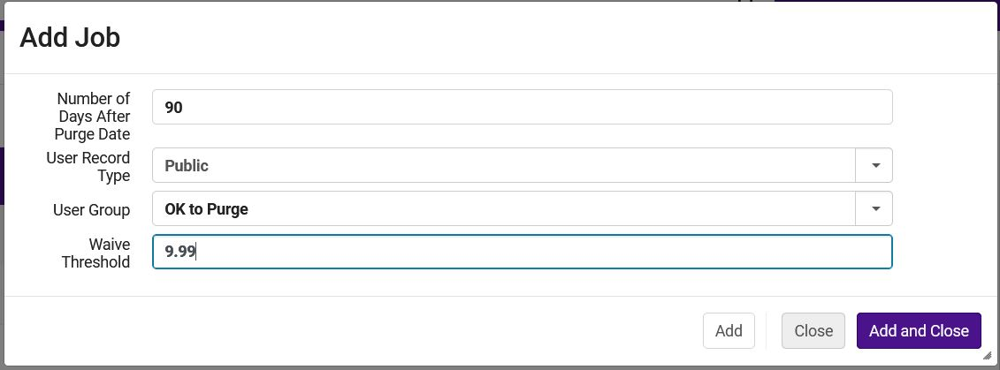 Add Job
Number of
Days After
Purge Date
90
User Record
Type
Public
User Group
OK to Purge
Waive
Threshold
9.99
Add
Close
Add and Close